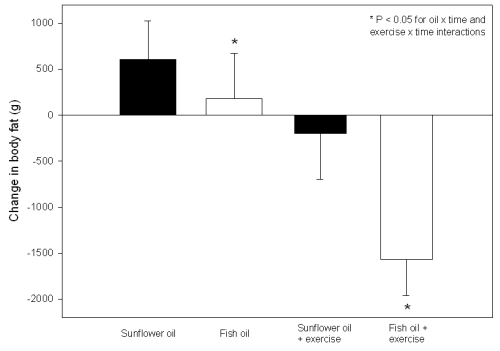 * P < 0.05 for oil x time and
exercise x time interactions
Change in body fat (g)
1000
500
0
-500
-1000
-1500
-2000
*
*
Sunflower oil
Fish oil
Sunflower oil
+ exercise
Fish oil +
exercise